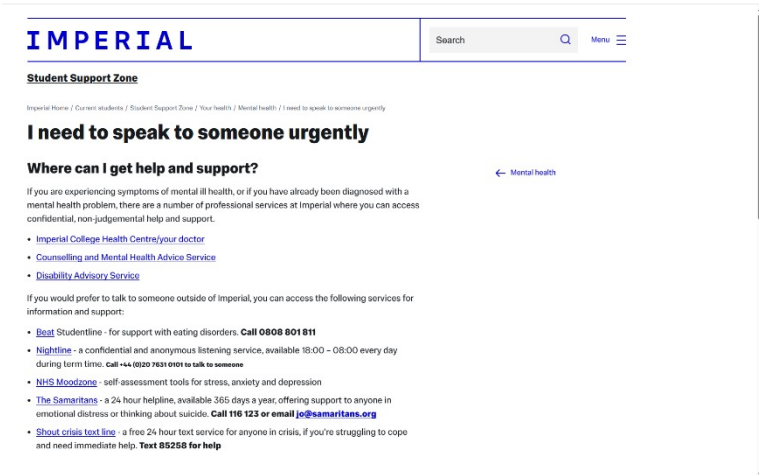 IMPERIAL
Search
Menu
Student Support Zone
Imperial Home / Current students / Student Support Zone / Your health / Mental health / I need to speak to someone urgently
I need to speak to someone urgently
Where can I get help and support?
← Mental health
If you are experiencing symptoms of mental ill health, or if you have already been diagnosed with a
mental health problem, there are a number of professional services at Imperial where you can access
confidential, non-judgemental help and support.
• Imperial College Health Centre/your doctor
• Counselling and Mental Health Advice Service
• Disability Advisory Service
If you would prefer to talk to someone outside of Imperial, you can access the following services for
information and support:
• Beat Studentline - for support with eating disorders. Call 0808 801 811
• Nightline - a confidential and anonymous listening service, available 18:00 – 08:00 every day
during term time. Call +44 (0)20 7631 0101 to talk to someone
• NHS Moodzone - self-assessment tools for stress, anxiety and depression
• The Samaritans - a 24 hour helpline, available 365 days a year, offering support to anyone in
emotional distress or thinking about suicide. Call 116 123 or email jo@samaritans.org
• Shout crisis text line - a free 24 hour text service for anyone in crisis, if you're struggling to cope
and need immediate help. Text 85258 for help